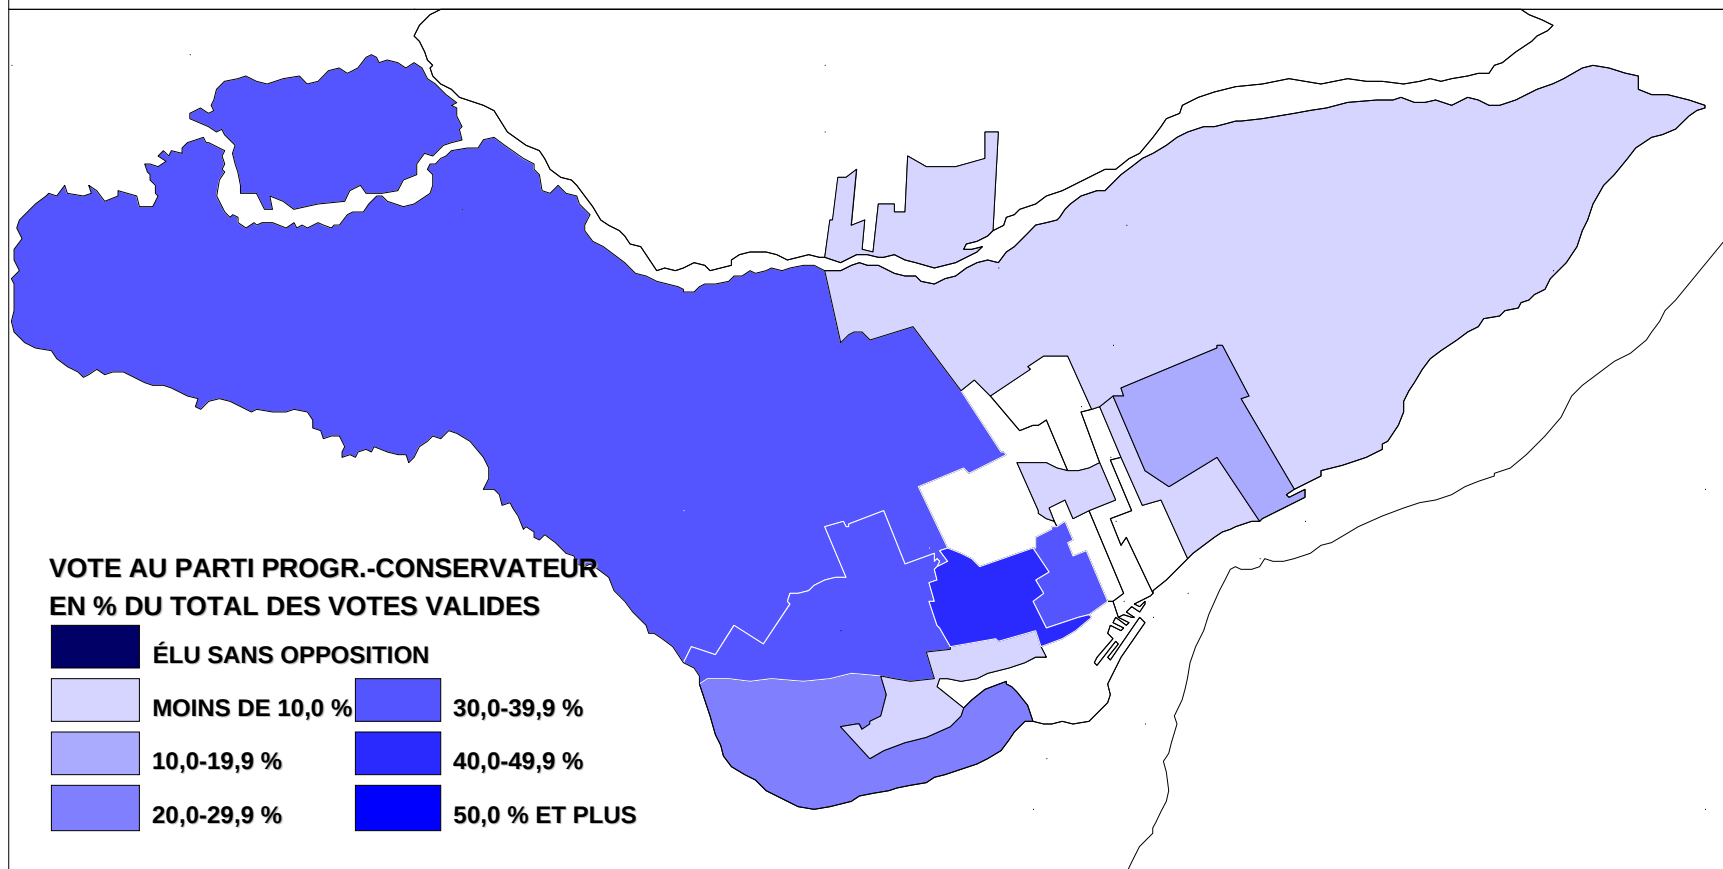 VOTE AU PARTI PROGR.-CONSERVATEUR
EN % DU TOTAL DES VOTES VALIDES
ÉLU SANS OPPOSITION
MOINS DE 10,0 %
30,0-39,9 %
10,0-19,9 %
40,0-49,9 %
20,0-29,9 %
50,0 % ET PLUS